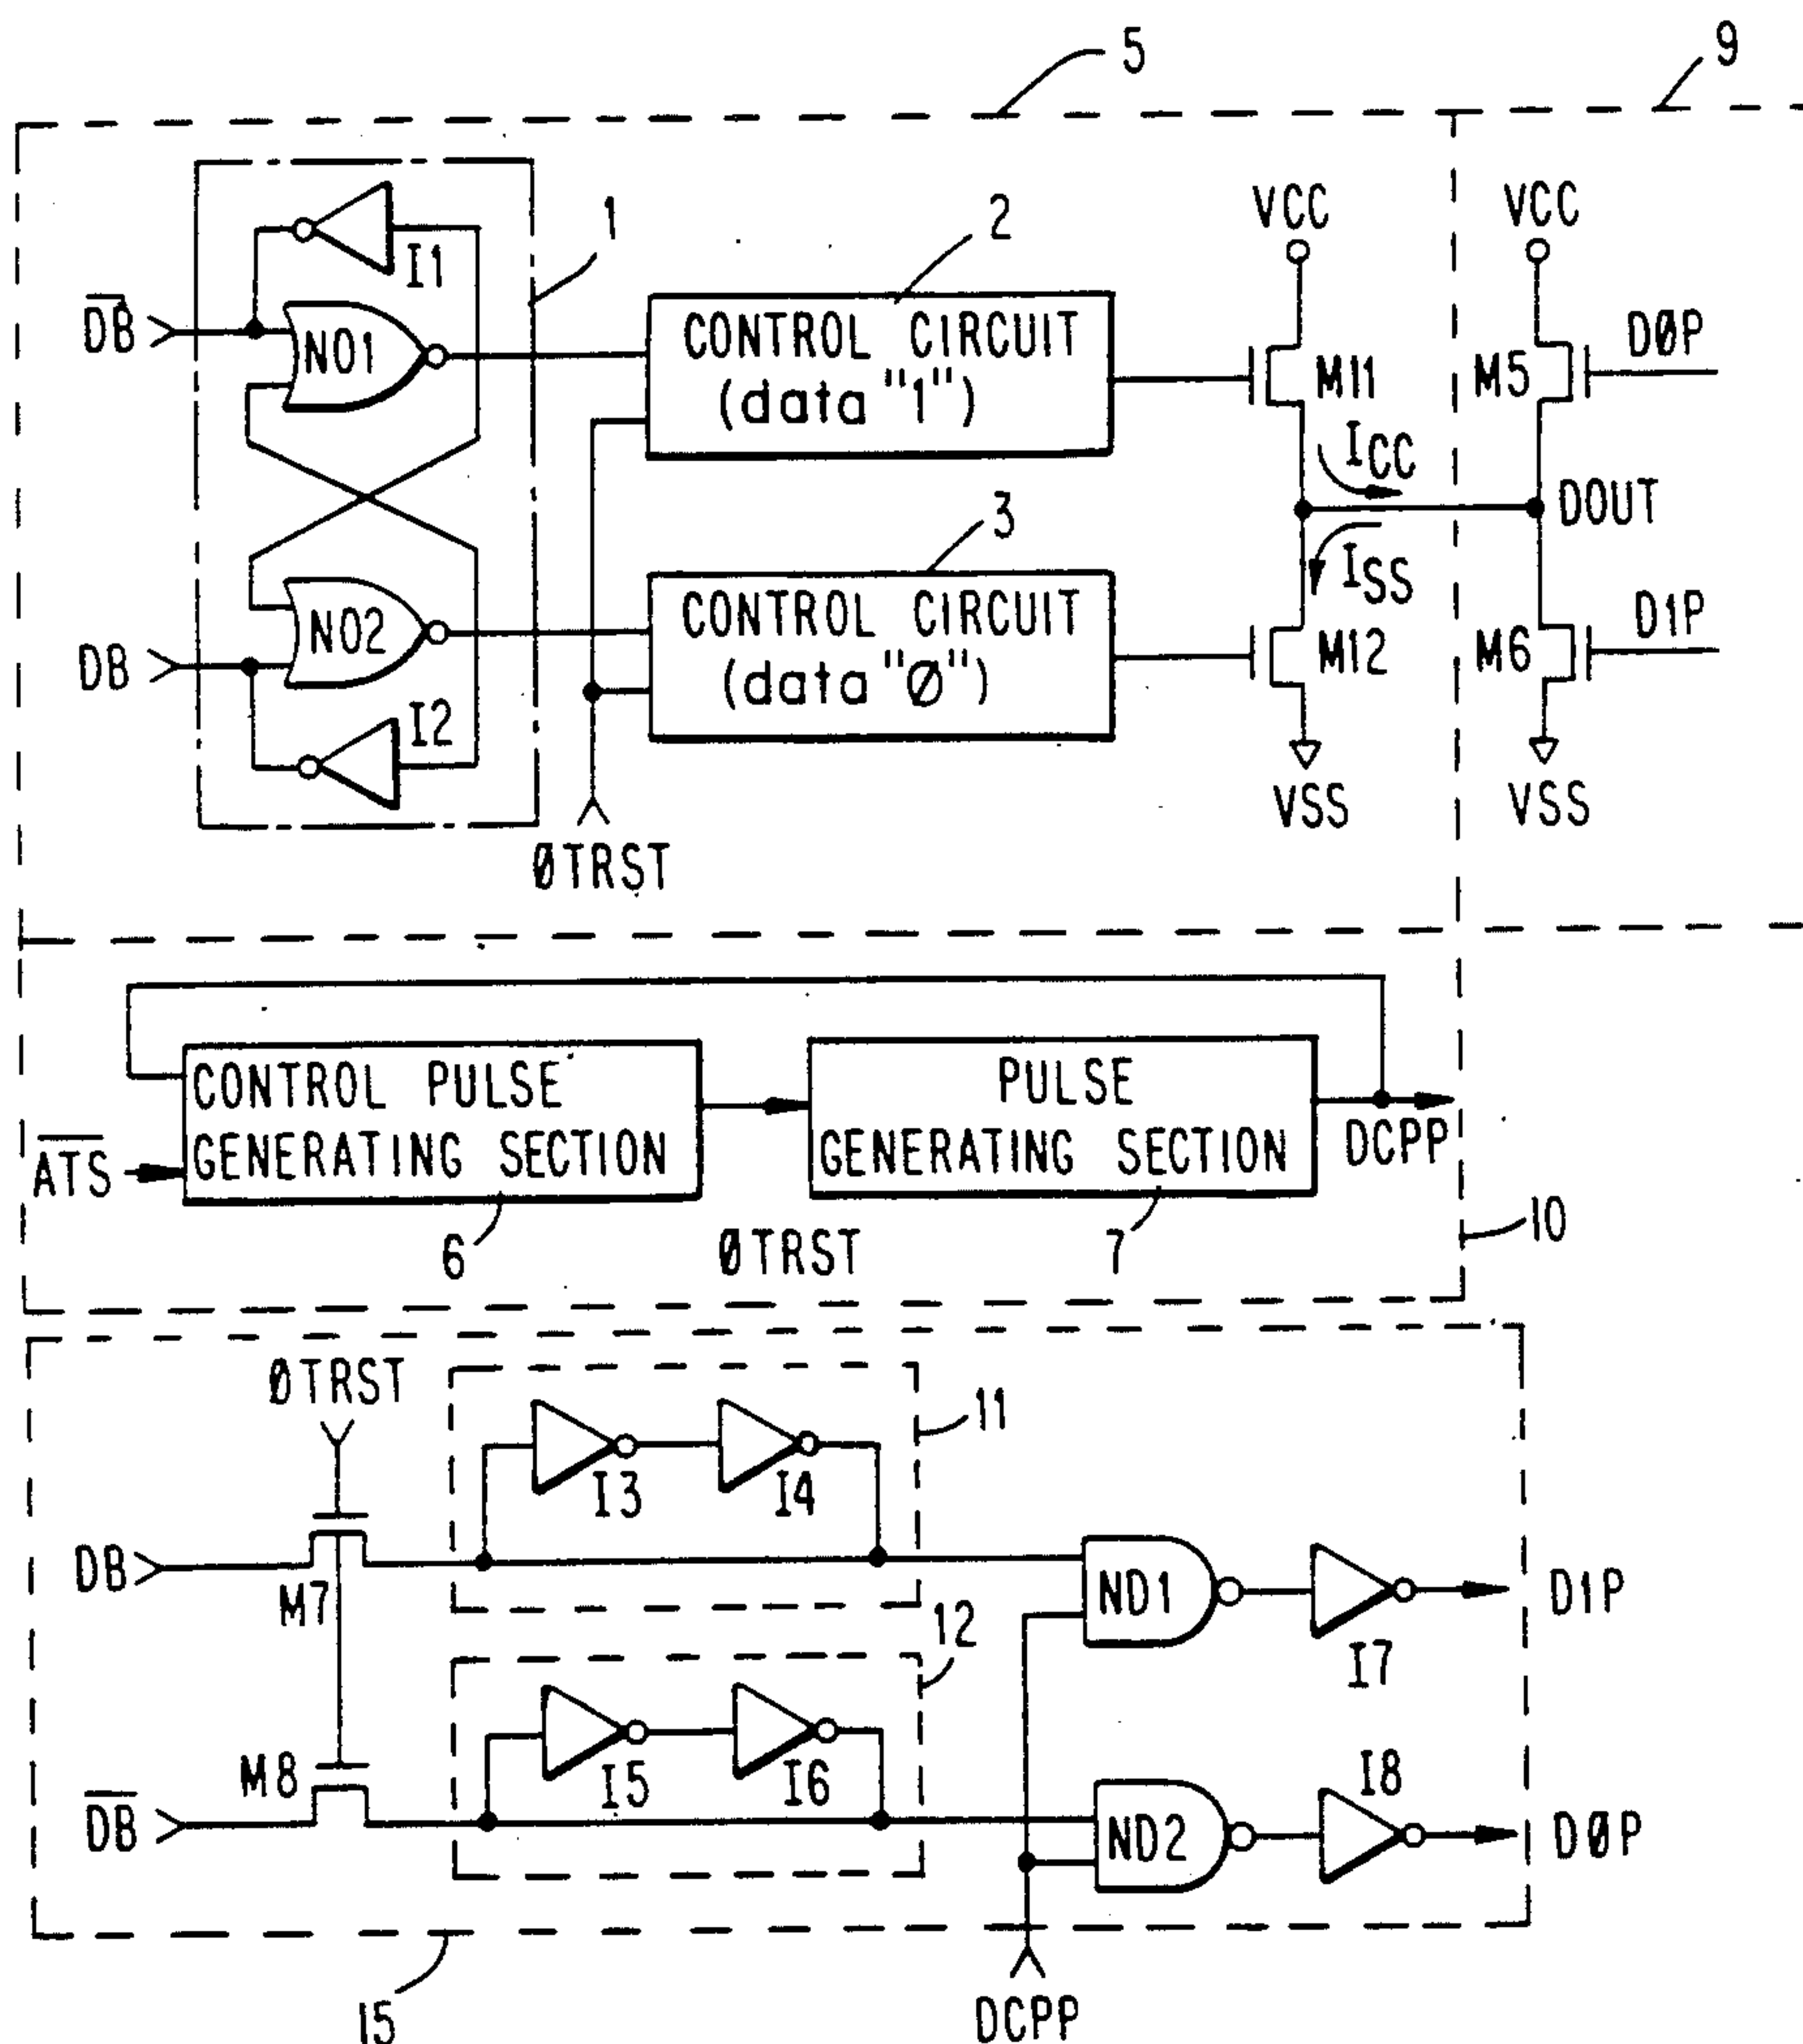 5
9
1
2
3
VCC
VCC
I1
D̅B̅
NO1
CONTROL CIRCUIT
(data "1")
M11
M5
DØP
ICC
DOUT
ISS
NO2
CONTROL CIRCUIT
(data "Ø")
M12
M6
D1P
DB
I2
VSS
VSS
ØTRST
CONTROL PULSE
GENERATING SECTION
PULSE
GENERATING SECTION
A̅T̅S̅
DCPP
6
ØTRST
7
10
ØTRST
11
I3
I4
DB
M7
ND1
I7
D1P
12
M8
I5
I6
I8
D̅B̅
ND2
DØP
15
DCPP